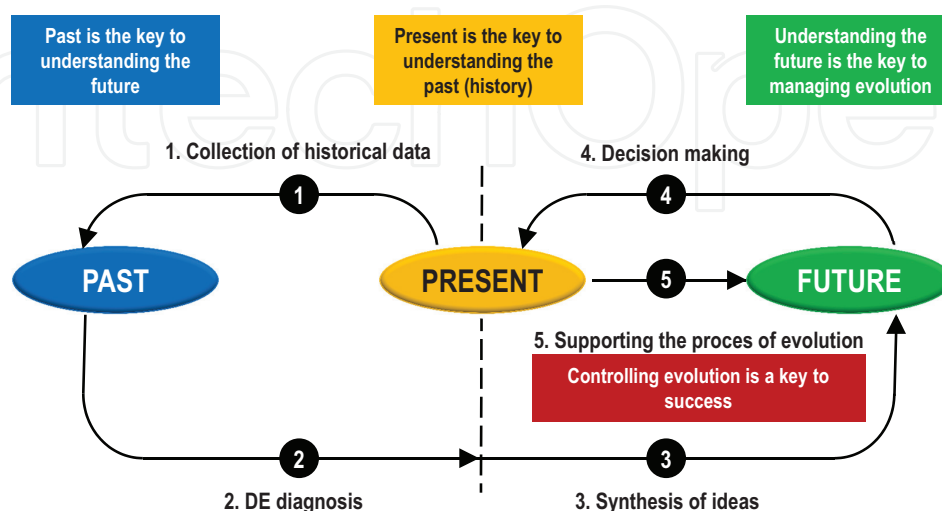 Past is the key to
understanding the
future
Present is the key to
understanding the
past (history)
Understanding the
future is the key to
managing evolution
1. Collection of historical data
4. Decision making
1
4
PAST
PRESENT
5
FUTURE
5. Supporting the proces of evolution
Controlling evolution is a key to
success
2
3
2. DE diagnosis
3. Synthesis of ideas
ntechOpe